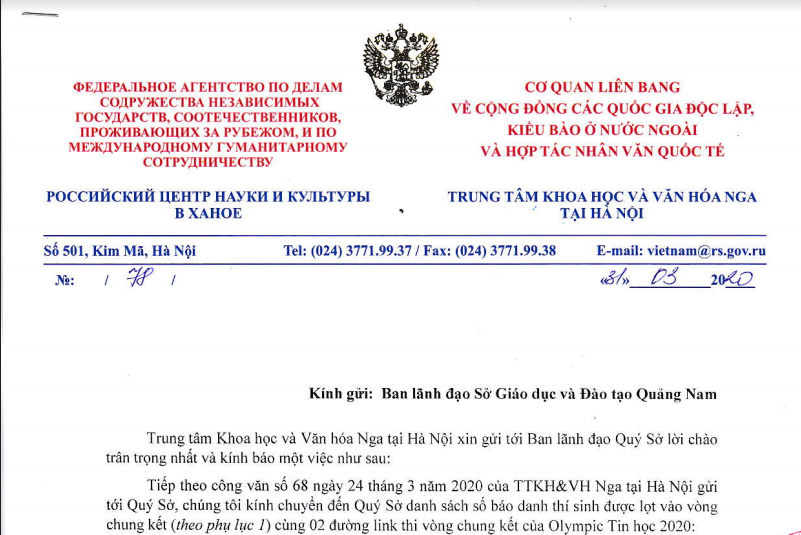 ФЕДЕРАЛЬНОЕ АГЕНТСТВО ПО ДЕЛАМ
СОДРУЖЕСТВА НЕЗАВИСИМЫХ
ГОСУДАРСТВ, СООТЕЧЕСТВЕННИКОВ,
ПРОЖИВАЮЩИХ ЗА РУБЕЖОМ, И ПО
МЕЖДУНАРОДНОМУ ГУМАНИТАРНОМУ
СОТРУДНИЧЕСТВУ
РОССИЙСКИЙ ЦЕНТР НАУКИ И КУЛЬТУРЫ
В ХАНОЕ
CƠ QUAN LIÊN BANG
VỀ CỘNG ĐỒNG CÁC QUỐC GIA ĐỘC LẬP,
KIỀU BÀO Ở NƯỚC NGOÀI
VÀ HỢP TÁC NHÂN VĂN QUỐC TẾ
TRUNG TÂM KHOA HỌC VÀ VĂN HÓA NGA
TẠI HÀ NỘI
Số 501, Kim Mã, Hà Nội Tel: (024) 3771.99.37 / Fax: (024) 3771.99.38 E-mail: vietnam@rs.gov.ru
№: / 78 / «31» 03 2020
Kính gửi: Ban lãnh đạo Sở Giáo dục và Đào tạo Quảng Nam
Trung tâm Khoa học và Văn hóa Nga tại Hà Nội xin gửi tới Ban lãnh đạo Quý Sở lời chào
trân trọng nhất và kính báo một việc như sau:
Tiếp theo công văn số 68 ngày 24 tháng 3 năm 2020 của TTKH&VH Nga tại Hà Nội gửi
tới Quý Sở, chúng tôi kính chuyển đến Quý Sở danh sách số báo danh thí sinh được lọt vào vòng
chung kết (theo phụ lục 1) cùng 02 đường link thi vòng chung kết của Olympic Tin học 2020: